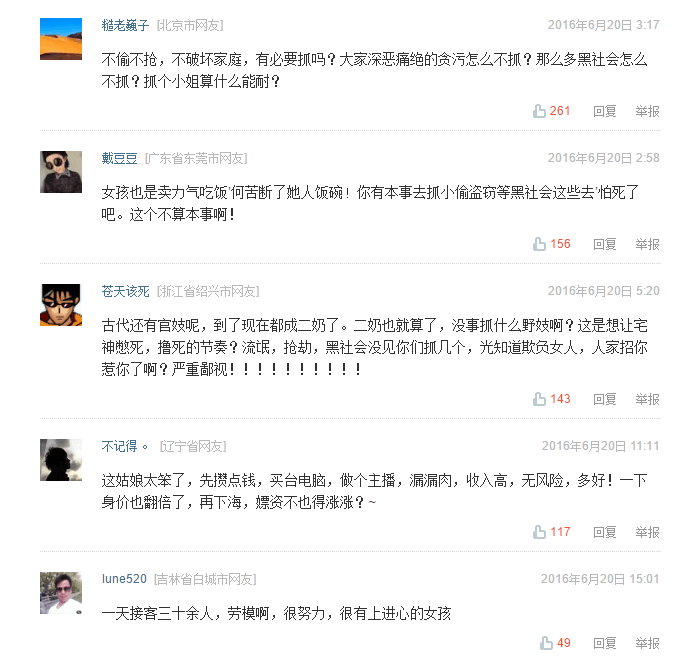 糙老巍子 [北京市网友] 2016年6月20日 3:17
不偷不抢，不破坏家庭，有必要抓吗？大家深恶痛绝的贪污怎么不抓？那么多黑社会怎么
不抓？抓个小姐算什么能耐？
261 回复 举报
戴豆豆 [广东省东莞市网友] 2016年6月20日 2:58
女孩也是卖力气吃饭'何苦断了她人饭碗！你有本事去抓小偷盗窃等黑社会这些去'怕死了
吧。这个不算本事啊！
156 回复 举报
苍天该死 [浙江省绍兴市网友] 2016年6月20日 5:20
古代还有官妓呢，到了现在都成二奶了。二奶也就算了，没事抓什么野妓啊？这是想让宅
神憋死，撸死的节奏？流氓，抢劫，黑社会没见你们抓几个，光知道欺负女人，人家招你
惹你了啊？严重鄙视！！！！！！！！！！
143 回复 举报
不记得。 [辽宁省网友] 2016年6月20日 11:11
这姑娘太笨了，先攒点钱，买台电脑，做个主播，漏漏肉，收入高，无风险，多好！一下
身价也翻倍了，再下海，嫖资不也得涨涨？~
117 回复 举报
lune520 [吉林省白城市网友] 2016年6月20日 15:01
一天接客三十余人，劳模啊，很努力，很有上进心的女孩
49 回复 举报